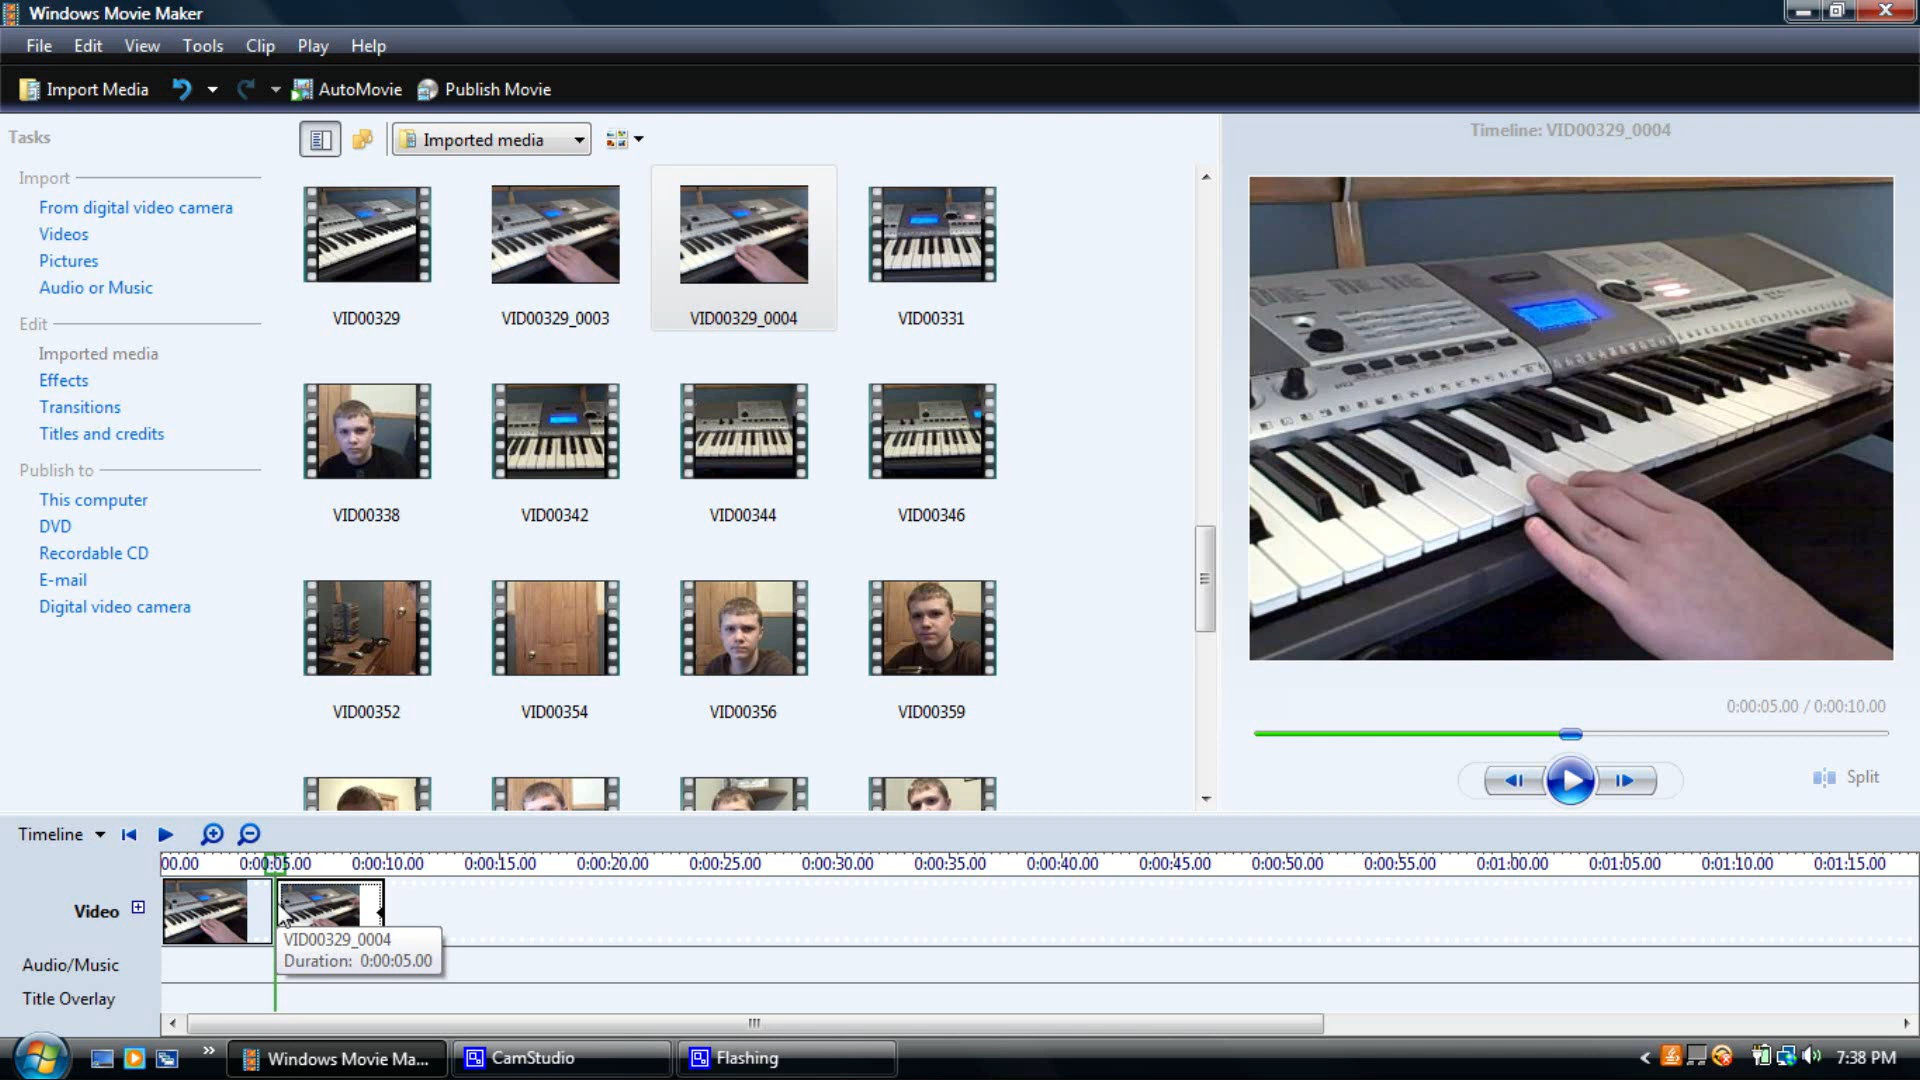 Windows Movie Maker
File Edit View Tools Clip Play Help
Import Media AutoMovie Publish Movie
Tasks
Import
From digital video camera
Videos
Pictures
Audio or Music
Edit
Imported media
Effects
Transitions
Titles and credits
Publish to
This computer
DVD
Recordable CD
E-mail
Digital video camera
Imported media
VID00329 VID00329_0003 VID00329_0004 VID00331
VID00338 VID00342 VID00344 VID00346
VID00352 VID00354 VID00356 VID00359
Timeline: VID00329_0004
0:00:05.00 / 0:00:10.00
Split
Timeline
00.00 0:00:05.00 0:00:10.00 0:00:15.00 0:00:20.00 0:00:25.00 0:00:30.00 0:00:35.00 0:00:40.00 0:00:45.00 0:00:50.00 0:00:55.00 0:01:00.00 0:01:05.00 0:01:10.00 0:01:15.00
Video
VID00329_0004
Duration: 0:00:05.00
Audio/Music
Title Overlay
Windows Movie Ma... CamStudio Flashing 7:38 PM